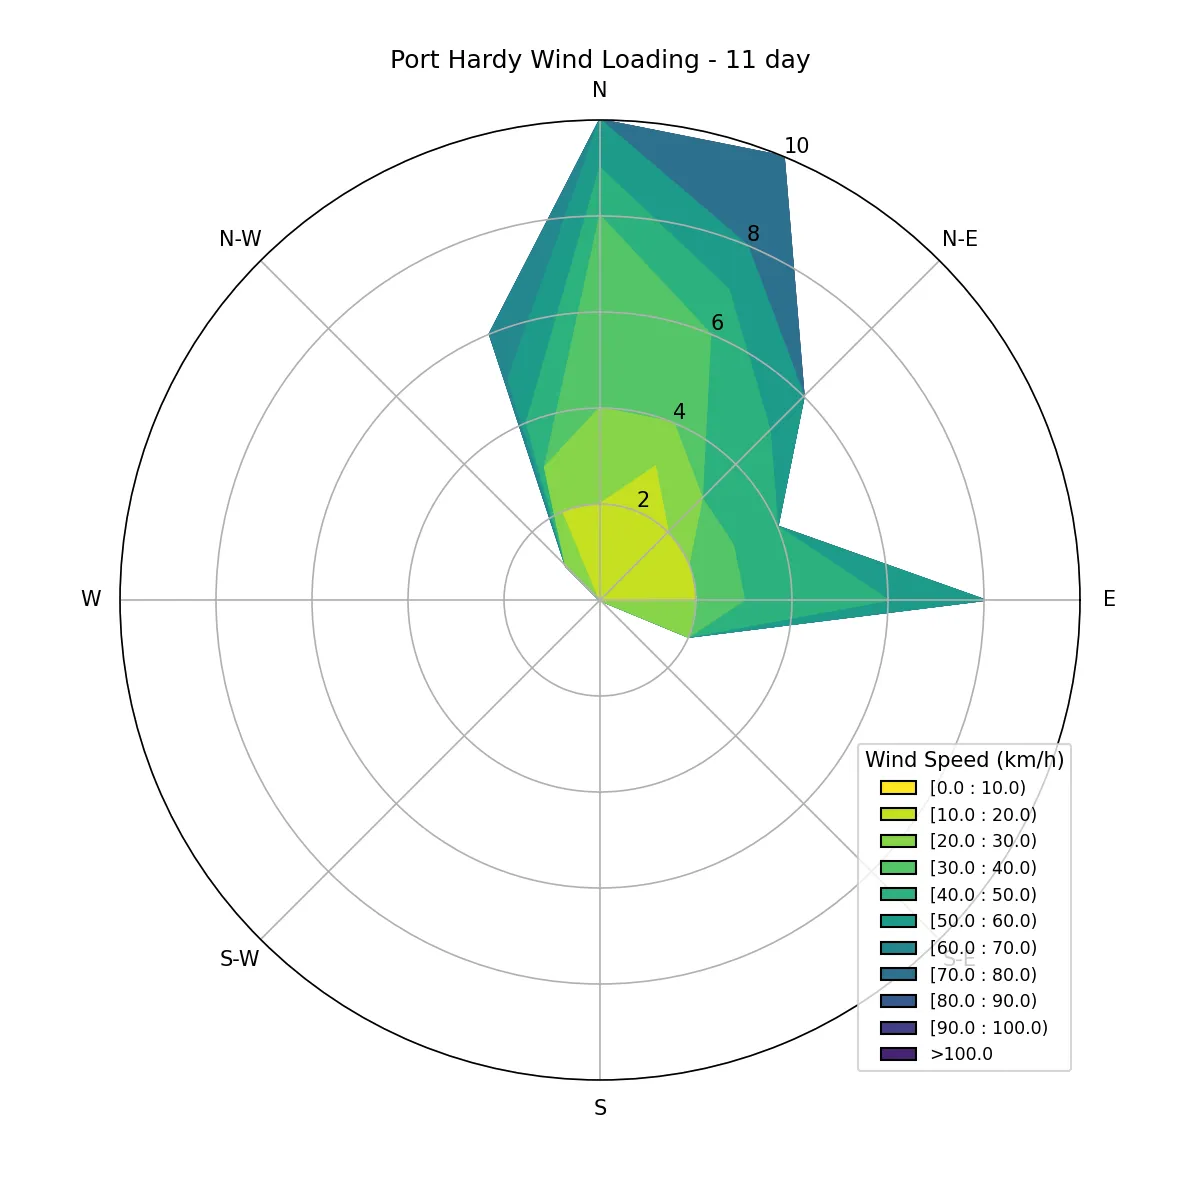 Port Hardy Wind Loading - 11 day
N
10
N-W
8
N-E
6
4
2
W
E
Wind Speed (km/h)
[0.0 : 10.0)
[10.0 : 20.0)
[20.0 : 30.0)
[30.0 : 40.0)
[40.0 : 50.0)
[50.0 : 60.0)
[60.0 : 70.0)
[70.0 : 80.0)
[80.0 : 90.0)
[90.0 : 100.0)
>100.0
S-W
S-E
S